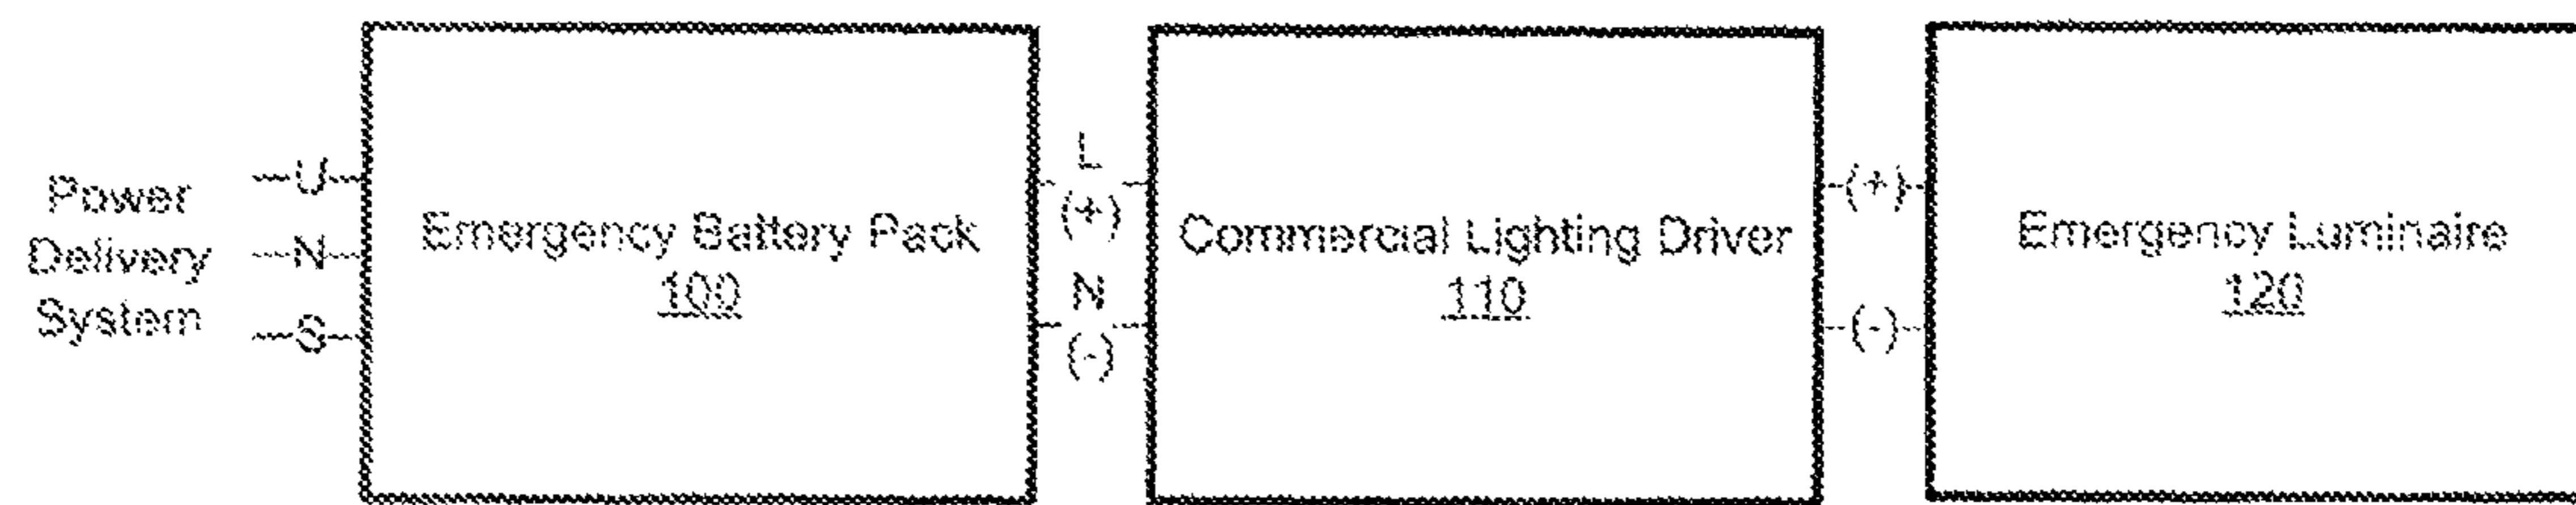 Power
Delivery
System
U
N
S
Emergency Battery Pack
100
L
(+)
N
(-)
Commercial Lighting Driver
110
(+)
(-)
Emergency Luminaire
120